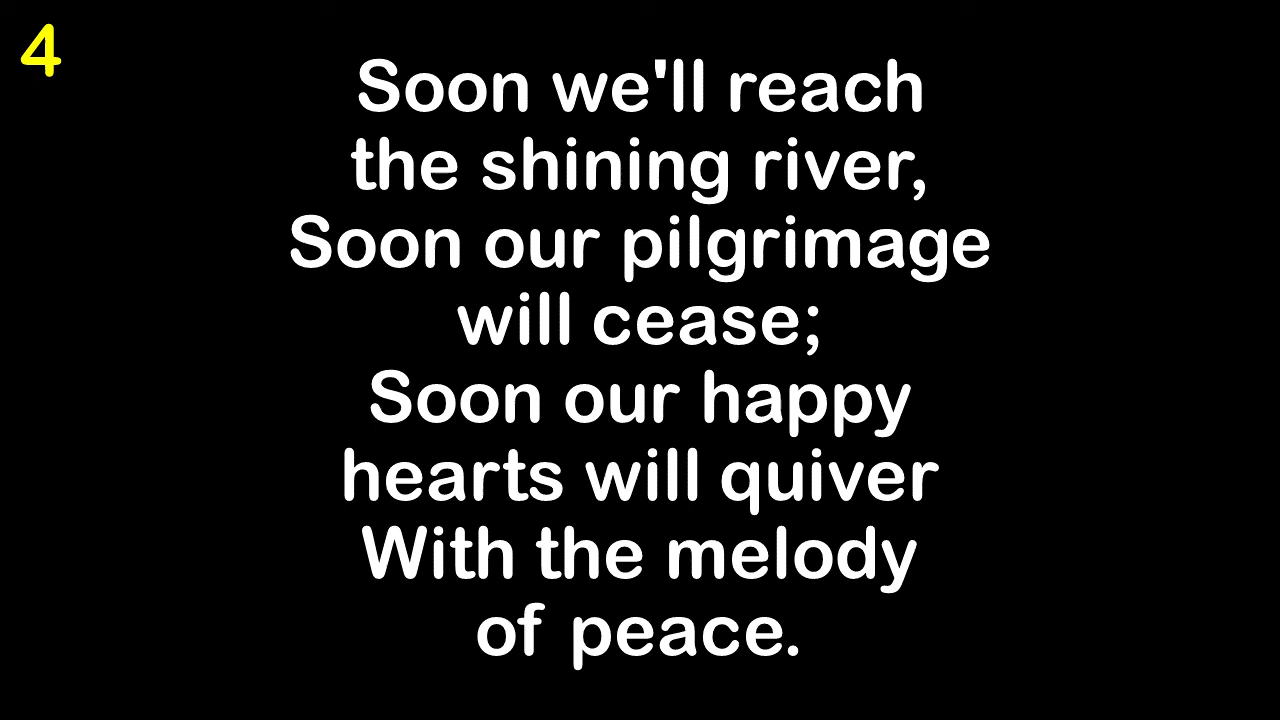 4
Soon we'll reach
the shining river,
Soon our pilgrimage
will cease;
Soon our happy
hearts will quiver
With the melody
of peace.